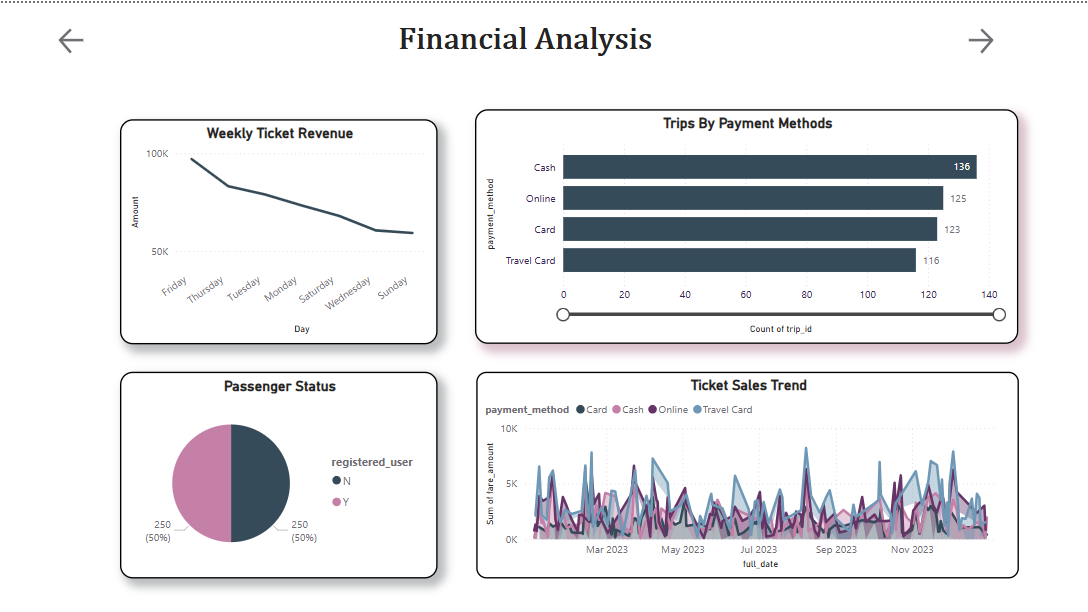 Financial Analysis
Weekly Ticket Revenue
100K
50K
Amount
Friday
Thursday
Tuesday
Monday
Saturday
Wednesday
Sunday
Day
Trips By Payment Methods
payment_method
Cash 136
Online 125
Card 123
Travel Card 116
0 20 40 60 80 100 120 140
Count of trip_id
Passenger Status
registered_user
N
Y
250
(50%)
250
(50%)
Ticket Sales Trend
payment_method Card Cash Online Travel Card
10K
5K
0K
Sum of fare_amount
Mar 2023 May 2023 Jul 2023 Sep 2023 Nov 2023
full_date